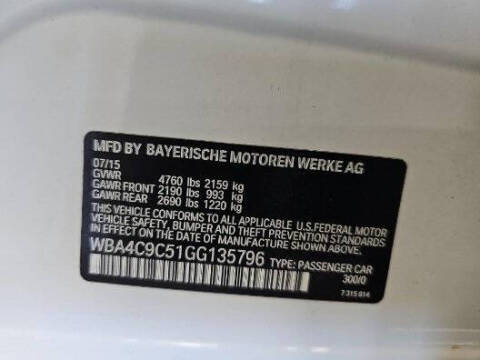 MFD BY BAYERISCHE MOTOREN WERKE AG
07/15
GVWR 4760 lbs 2159 kg
GAWR FRONT 2190 lbs 993 kg
GAWR REAR 2690 lbs 1220 kg
THIS VEHICLE CONFORMS TO ALL APPLICABLE U.S.FEDERAL MOTOR
VEHICLE SAFETY, BUMPER AND THEFT PREVENTION STANDARDS
IN EFFECT ON THE DATE OF MANUFACTURE SHOWN ABOVE.
WBA4C9C51GG135796 TYPE: PASSENGER CAR
300/0
7 315 814